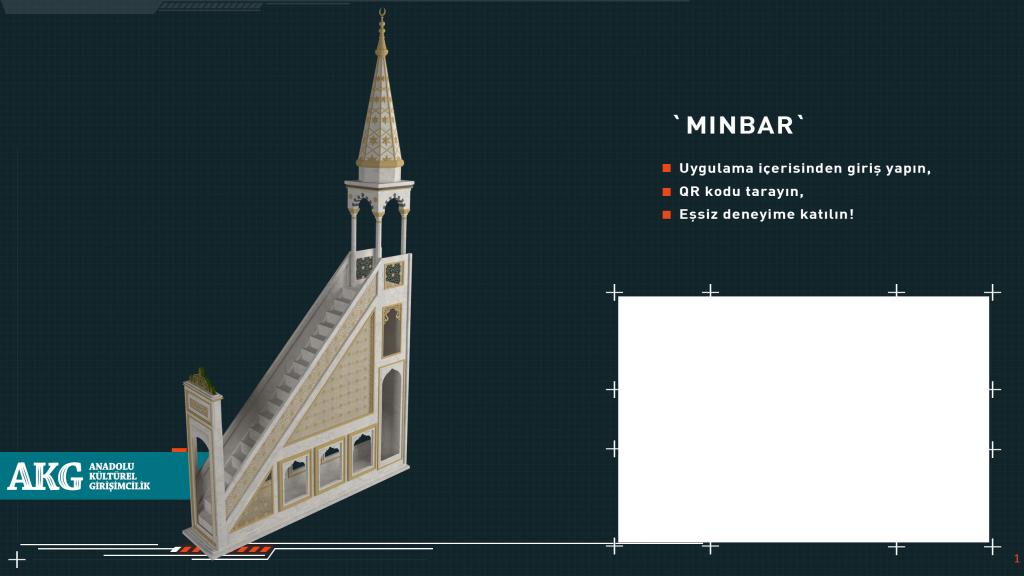 `MINBAR`
Uygulama içerisinden giriş yapın,
QR kodu tarayın,
Eşsiz deneyime katılın!
AKG ANADOLU
KÜLTÜREL
GİRİŞİMCİLİK
1